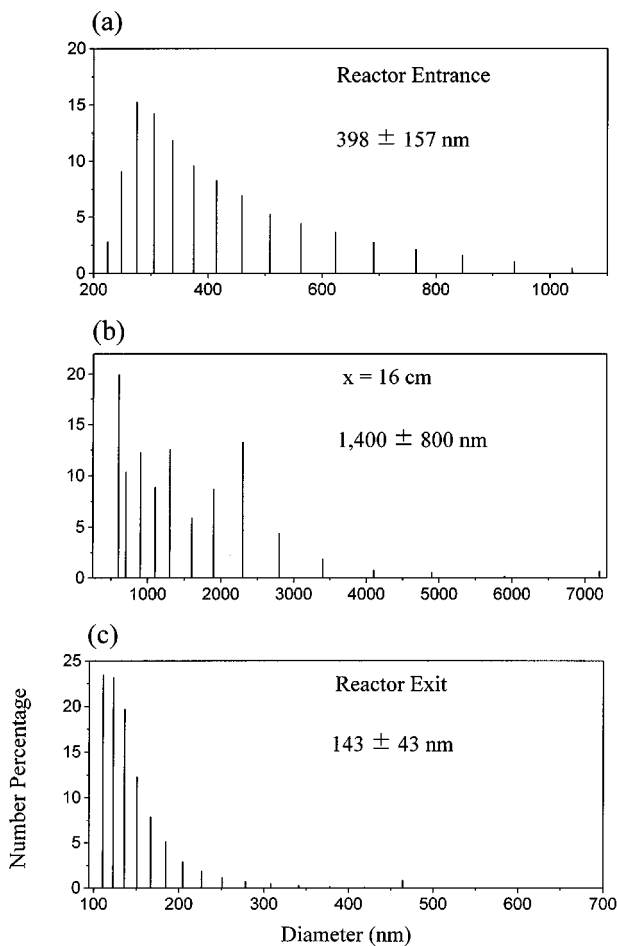 (a)
20
15
10
5
0
Reactor Entrance
398 ± 157 nm
200 400 600 800 1000
(b)
20
15
10
5
0
x = 16 cm
1,400 ± 800 nm
1000 2000 3000 4000 5000 6000 7000
(c)
25
20
15
10
5
0
Reactor Exit
143 ± 43 nm
100 200 300 400 500 600 700
Number Percentage
Diameter (nm)